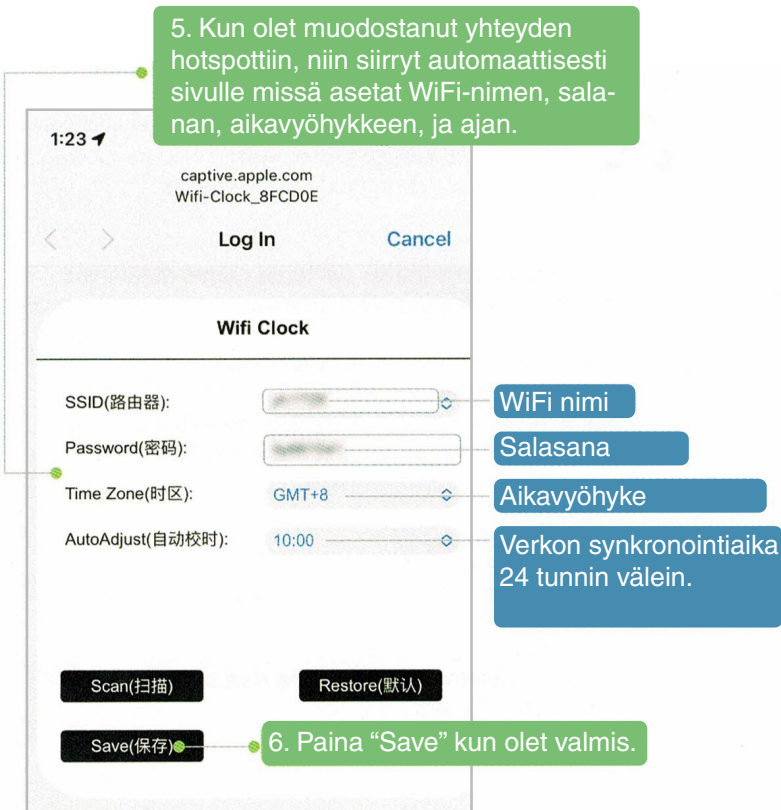 5. Kun olet muodostanut yhteyden
hotspottiin, niin siirryt automaattisesti
sivulle missä asetat WiFi-nimen, sala-
nan, aikavyöhykkeen, ja ajan.
1:23
captive.apple.com
Wifi-Clock_8FCD0E
Log In
Cancel
Wifi Clock
SSID(路由器):
WiFi nimi
Password(密码):
Salasana
Time Zone(时区):
GMT+8
Aikavyöhyke
AutoAdjust(自动校时):
10:00
Verkon synkronointiaika
24 tunnin välein.
Scan(扫描)
Restore(默认)
Save(保存)
6. Paina “Save” kun olet valmis.